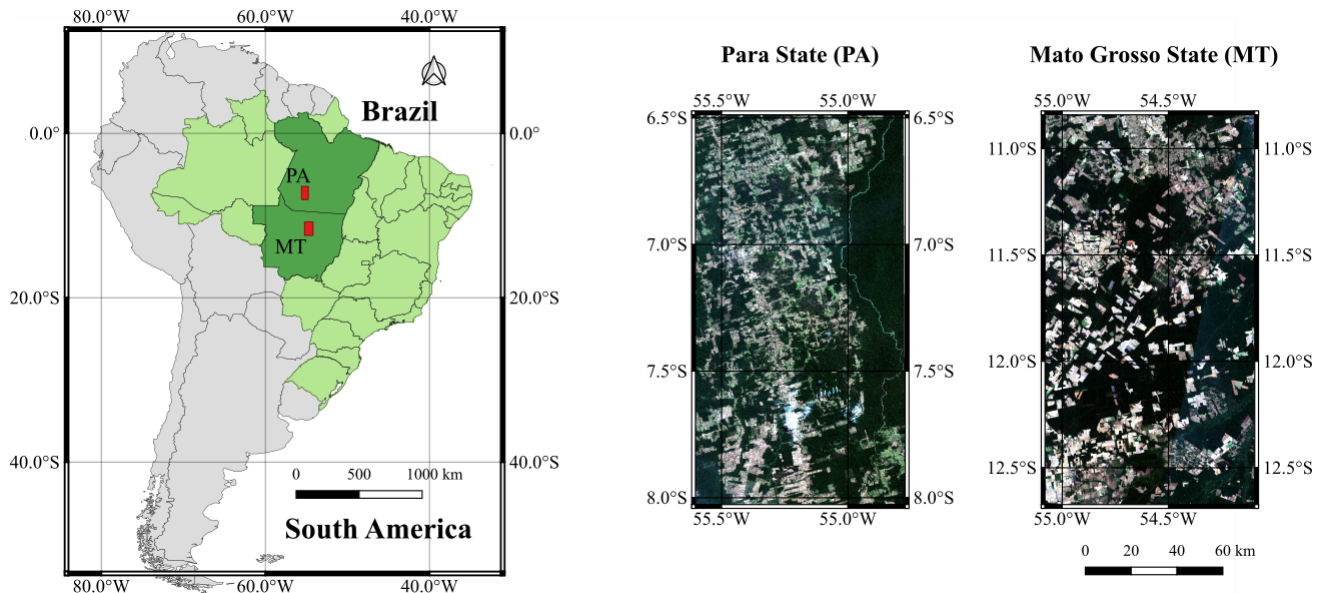 80.0°W 60.0°W 40.0°W
Brazil
0.0° 0.0°
PA
MT
20.0°S 20.0°S
40.0°S 40.0°S
0 500 1000 km
South America
80.0°W 60.0°W 40.0°W
Para State (PA)
55.5°W 55.0°W
6.5°S 6.5°S
7.0°S 7.0°S
7.5°S 7.5°S
8.0°S 8.0°S
55.5°W 55.0°W
Mato Grosso State (MT)
55.0°W 54.5°W
11.0°S 11.0°S
11.5°S 11.5°S
12.0°S 12.0°S
12.5°S 12.5°S
55.0°W 54.5°W
0 20 40 60 km